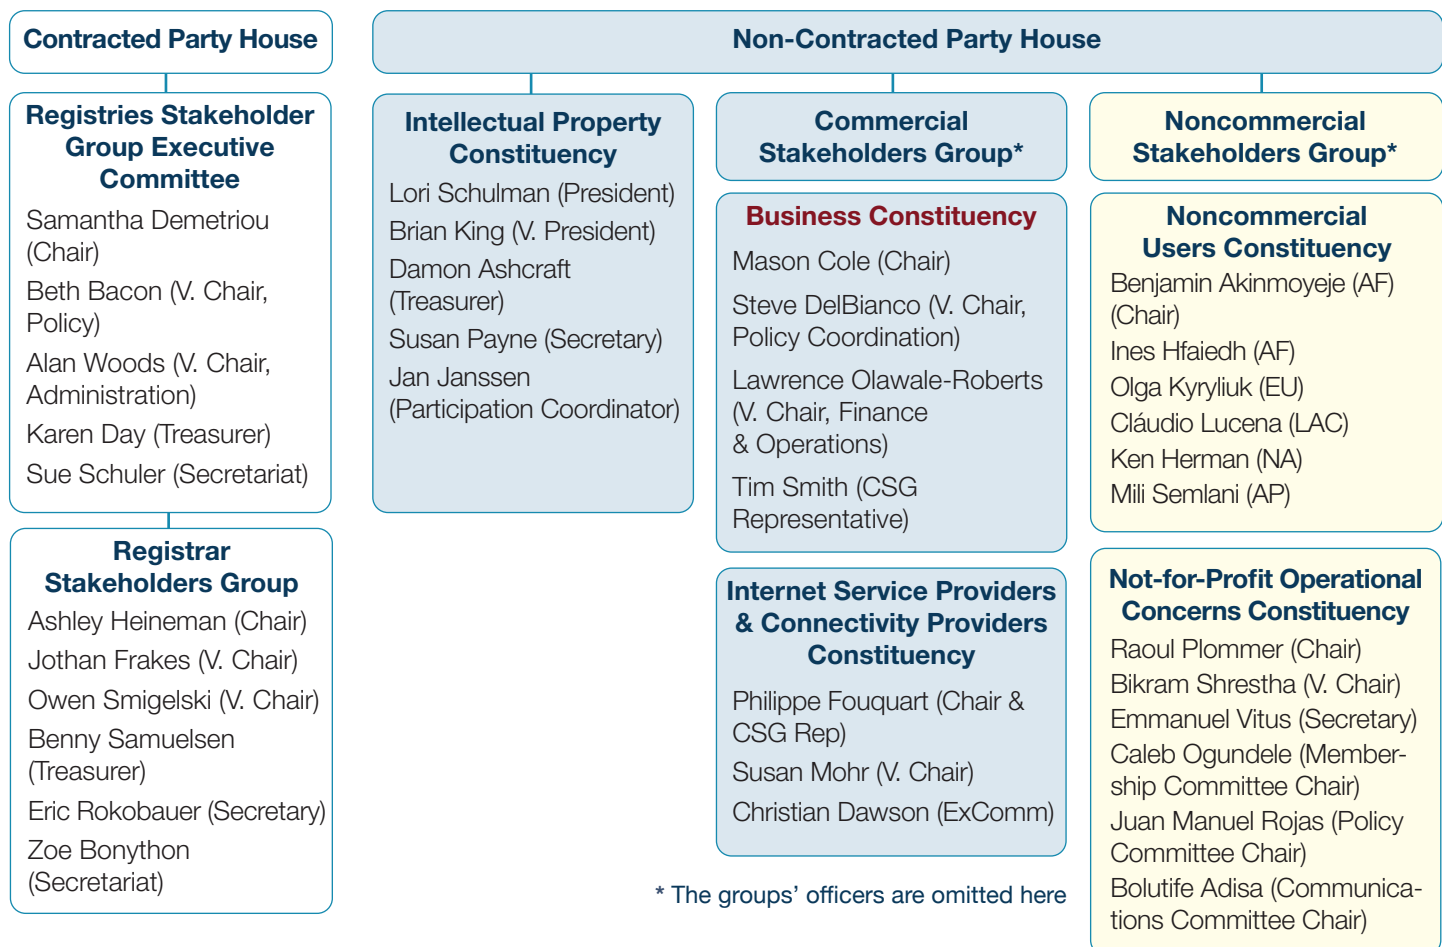 Contracted Party House
Non-Contracted Party House
Registries Stakeholder
Group Executive
Committee
Samantha Demetriou
(Chair)
Beth Bacon (V. Chair,
Policy)
Alan Woods (V. Chair,
Administration)
Karen Day (Treasurer)
Sue Schuler (Secretariat)
Registrar
Stakeholders Group
Ashley Heineman (Chair)
Jothan Frakes (V. Chair)
Owen Smigelski (V. Chair)
Benny Samuelsen
(Treasurer)
Eric Rokobauer (Secretary)
Zoe Bonython
(Secretariat)
Intellectual Property
Constituency
Lori Schulman (President)
Brian King (V. President)
Damon Ashcraft
(Treasurer)
Susan Payne (Secretary)
Jan Janssen
(Participation Coordinator)
Commercial
Stakeholders Group*
Business Constituency
Mason Cole (Chair)
Steve DelBianco (V. Chair,
Policy Coordination)
Lawrence Olawale-Roberts
(V. Chair, Finance
& Operations)
Tim Smith (CSG
Representative)
Internet Service Providers
& Connectivity Providers
Constituency
Philippe Fouquart (Chair &
CSG Rep)
Susan Mohr (V. Chair)
Christian Dawson (ExComm)
Noncommercial
Stakeholders Group*
Noncommercial
Users Constituency
Benjamin Akinmoyeje (AF)
(Chair)
Ines Hfaiedh (AF)
Olga Kyryliuk (EU)
Cláudio Lucena (LAC)
Ken Herman (NA)
Mili Semlani (AP)
Not-for-Profit Operational
Concerns Constituency
Raoul Plommer (Chair)
Bikram Shrestha (V. Chair)
Emmanuel Vitus (Secretary)
Caleb Ogundele (Member-
ship Committee Chair)
Juan Manuel Rojas (Policy
Committee Chair)
Bolutife Adisa (Communica-
tions Committee Chair)
* The groups' officers are omitted here